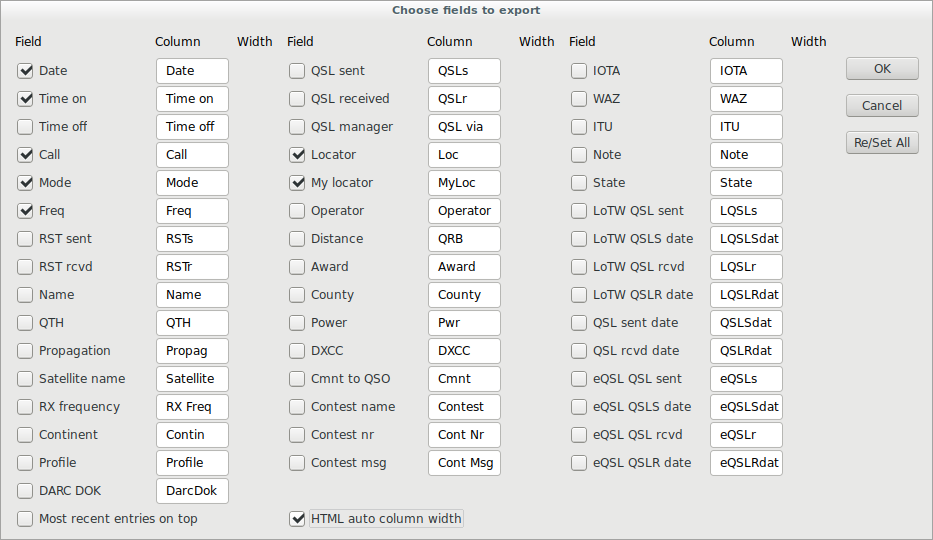 Choose fields to export
Field Column Width Field Column Width Field Column Width
Date Date QSL sent QSLs IOTA IOTA OK
Time on Time on QSL received QSLr WAZ WAZ Cancel
Time off Time off QSL manager QSL via ITU ITU Re/Set All
Call Call Locator Loc Note Note
Mode Mode My locator MyLoc State State
Freq Freq Operator Operator LoTW QSL sent LQSLs
RST sent RSTs Distance QRB LoTW QSLS date LQSLSdat
RST rcvd RSTr Award Award LoTW QSL rcvd LQSLr
Name Name County County LoTW QSLR date LQSLRdat
QTH QTH Power Pwr QSL sent date QSLSdat
Propagation Propag DXCC DXCC QSL rcvd date QSLRdat
Satellite name Satellite Cmnt to QSO Cmnt eQSL QSL sent eQSLs
RX frequency RX Freq Contest name Contest eQSL QSLS date eQSLSdat
Continent Contin Contest nr Cont Nr eQSL QSL rcvd eQSLr
Profile Profile Contest msg Cont Msg eQSL QSLR date eQSLRdat
DARC DOK DarcDok
Most recent entries on top HTML auto column width